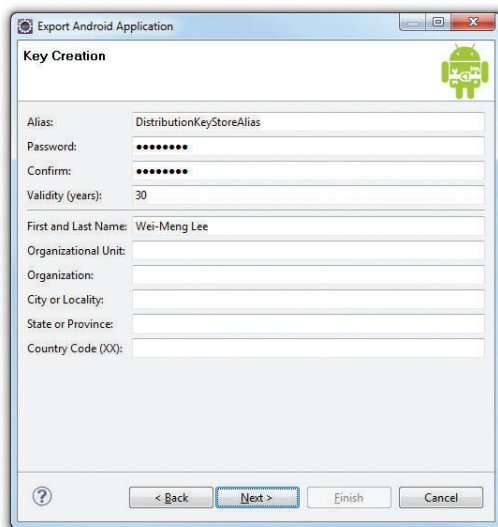 Export Android Application
Key Creation
Alias: DistributionKeyStoreAlias
Password: ●●●●●●●●
Confirm: ●●●●●●●●
Validity (years): 30
First and Last Name: Wei-Meng Lee
Organizational Unit:
Organization:
City or Locality:
State or Province:
Country Code (XX):
? < Back Next > Finish Cancel